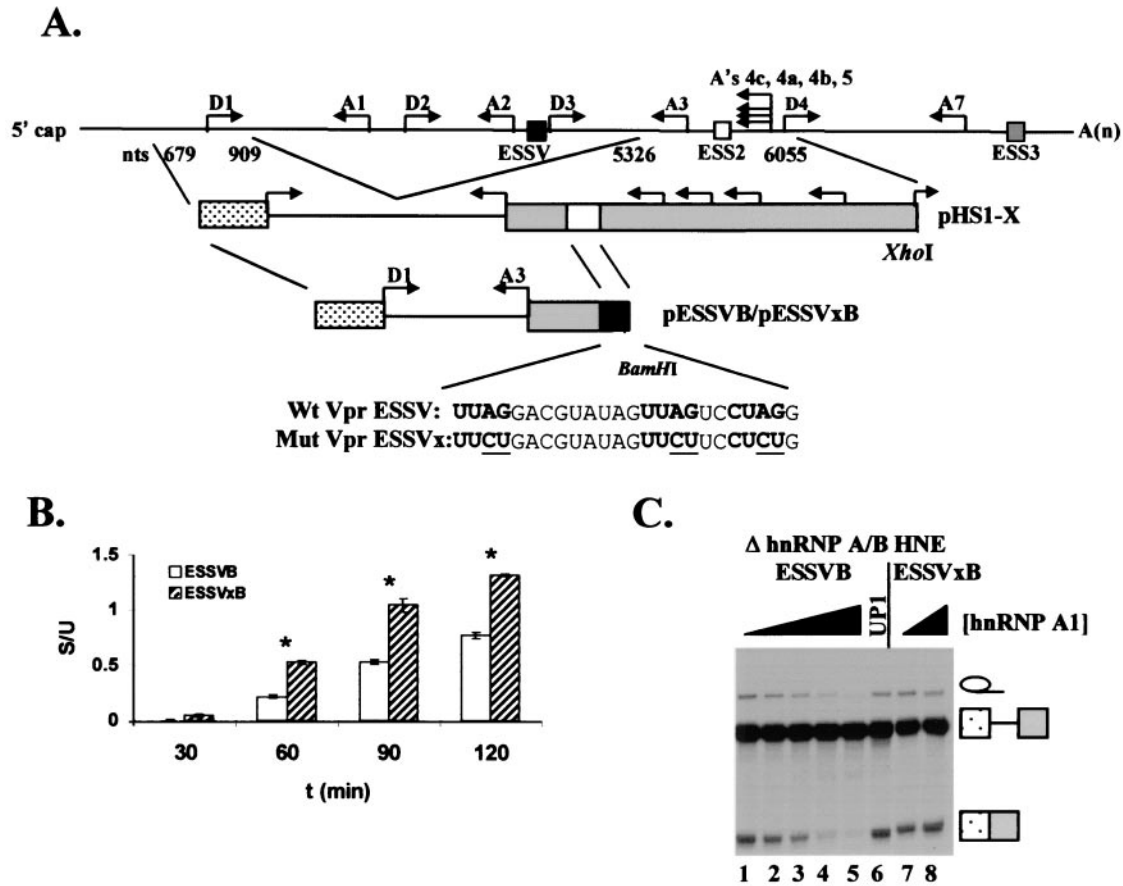 A.
A's 4c, 4a, 4b, 5
D1 A1 D2 A2 D3 A3 D4 A7
5' cap A(n)
ESSV ESS2 ESS3
nts 679 909 5326 6055
pHS1-X
XhoI
D1 A3
pESSVB/pESSVxB
BamHI
Wt Vpr ESSV: UUAGGACGUAUAGUUAGUCCUAGG
Mut Vpr ESSVx:UUCUGACGUAUAGUUCUUCCUCUG
B.
1.5
1
0.5
0
S/U
ESSVB
ESSVxB
* * *
30 60 90 120
t (min)
C.
Δ hnRNP A/B HNE
ESSVB UP1 ESSVxB
[hnRNP A1]
1 2 3 4 5 6 7 8